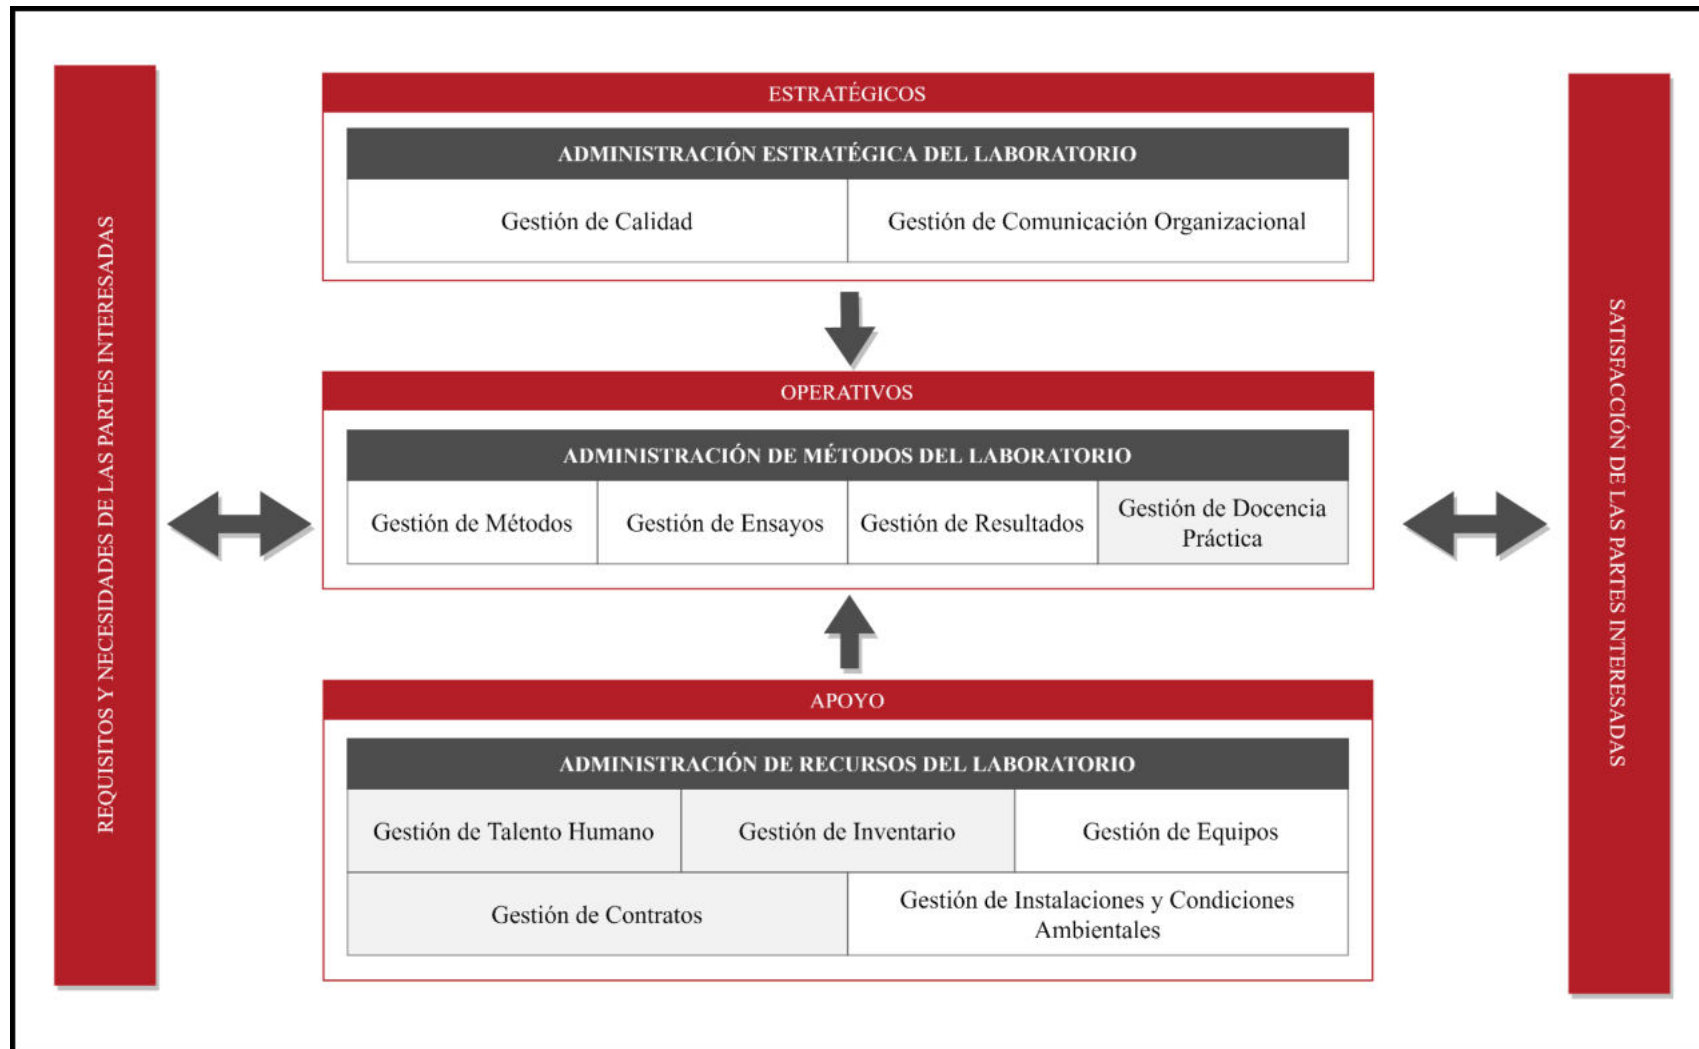 REQUISITOS Y NECESIDADES DE LAS PARTES INTERESADAS
ESTRATÉGICOS
ADMINISTRACIÓN ESTRATÉGICA DEL LABORATORIO
Gestión de Calidad
Gestión de Comunicación Organizacional
OPERATIVOS
ADMINISTRACIÓN DE MÉTODOS DEL LABORATORIO
Gestión de Métodos
Gestión de Ensayos
Gestión de Resultados
Gestión de Docencia
Práctica
APOYO
ADMINISTRACIÓN DE RECURSOS DEL LABORATORIO
Gestión de Talento Humano
Gestión de Inventario
Gestión de Equipos
Gestión de Contratos
Gestión de Instalaciones y Condiciones
Ambientales
SATISFACCIÓN DE LAS PARTES INTERESADAS